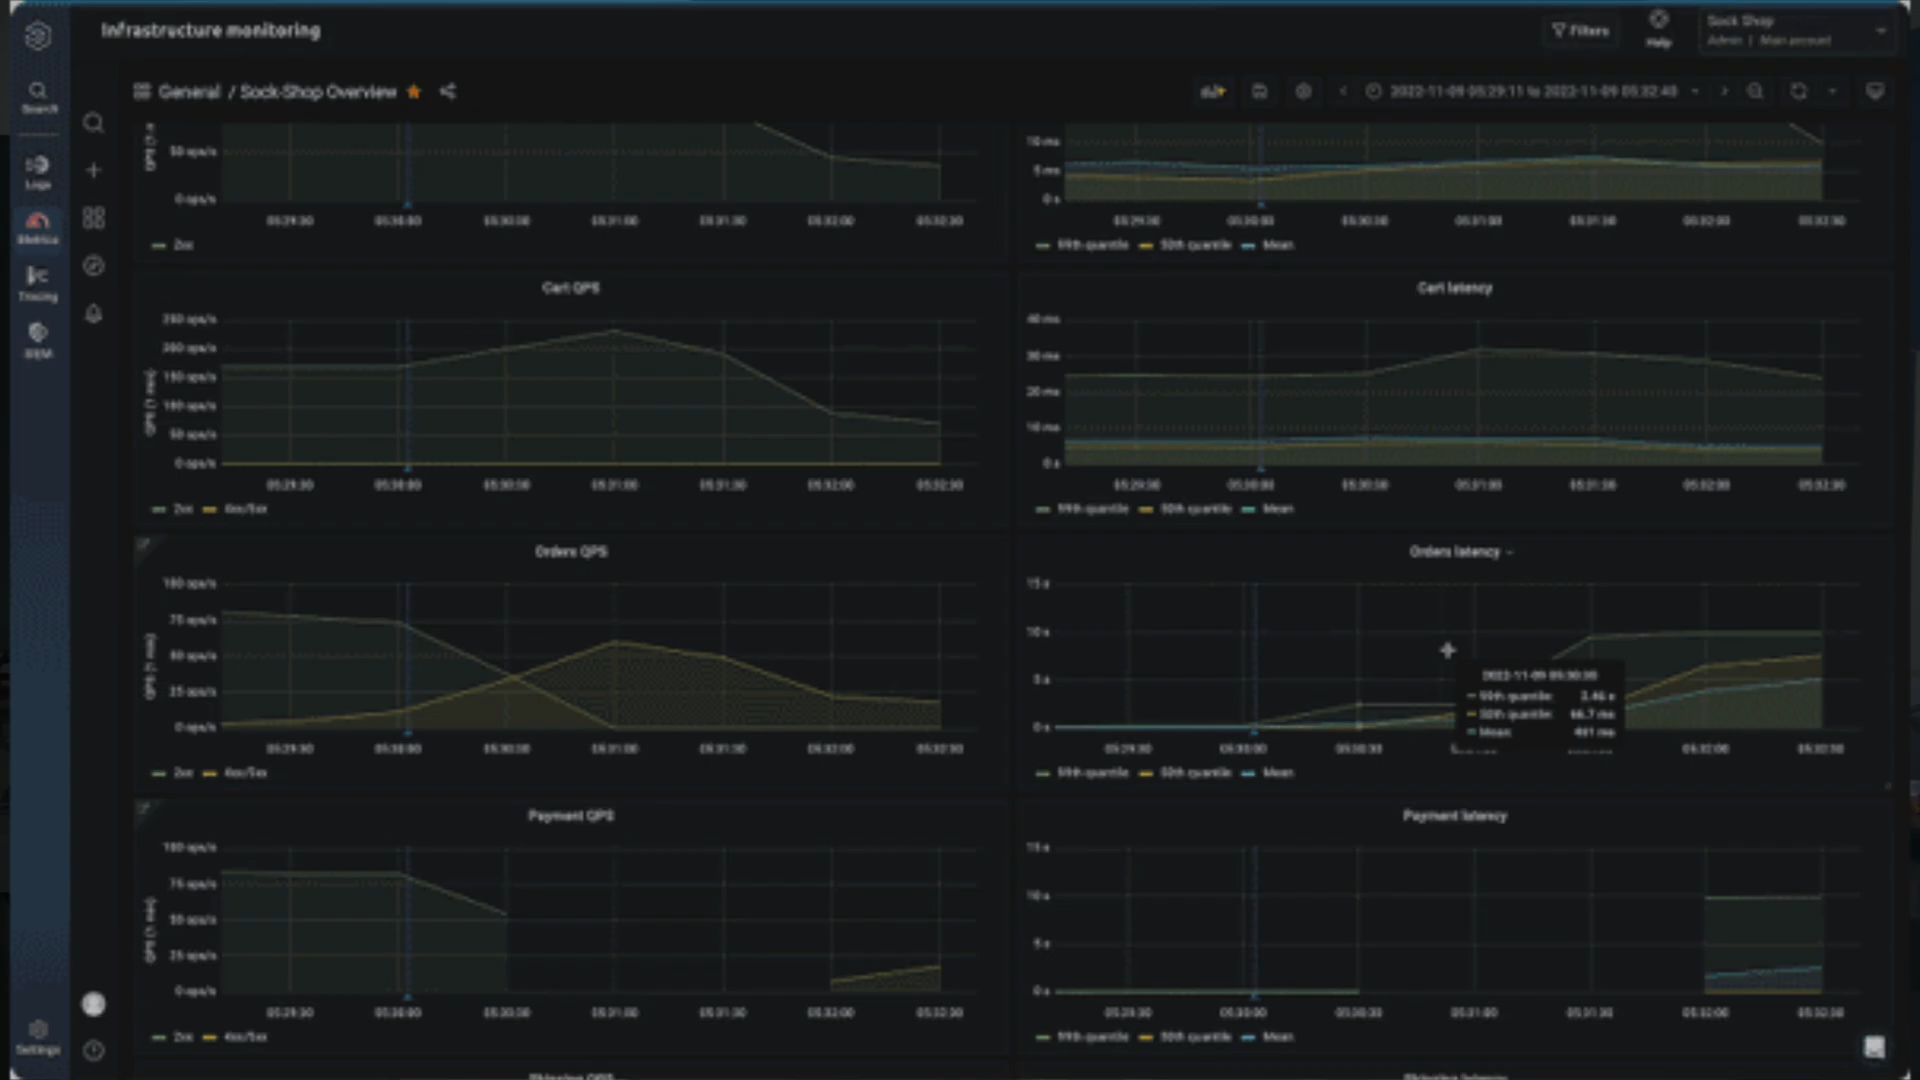 Infrastructure monitoring
Filters
Help
Sock Shop
Admin | Main account
Search
Logs
Metrics
Tracing
SIEM
Settings
General / Sock-Shop Overview
2022-11-09 05:29:11 to 2022-11-09 05:32:40
50 ops/s
0 ops/s
05:29:30 05:30:00 05:30:30 05:31:00 05:31:30 05:32:00 05:32:30
2xx
10 ms
5 ms
0 s
05:29:30 05:30:00 05:30:30 05:31:00 05:31:30 05:32:00 05:32:30
99th quantile 50th quantile Mean
Cart QPS
QPS (1 min)
250 ops/s
200 ops/s
150 ops/s
100 ops/s
50 ops/s
0 ops/s
05:29:30 05:30:00 05:30:30 05:31:00 05:31:30 05:32:00 05:32:30
2xx 4xx/5xx
Cart latency
40 ms
30 ms
20 ms
10 ms
0 s
05:29:30 05:30:00 05:30:30 05:31:00 05:31:30 05:32:00 05:32:30
99th quantile 50th quantile Mean
Orders QPS
QPS (1 min)
100 ops/s
75 ops/s
50 ops/s
25 ops/s
0 ops/s
05:29:30 05:30:00 05:30:30 05:31:00 05:31:30 05:32:00 05:32:30
2xx 4xx/5xx
Orders latency
15 s
10 s
5 s
0 s
2022-11-09 05:30:30
99th quantile: 2.46 s
50th quantile: 66.7 ms
Mean: 481 ms
05:29:30 05:30:00 05:30:30 05:32:00 05:32:30
99th quantile 50th quantile Mean
Payment QPS
QPS (1 min)
100 ops/s
75 ops/s
50 ops/s
25 ops/s
0 ops/s
05:29:30 05:30:00 05:30:30 05:31:00 05:31:30 05:32:00 05:32:30
2xx 4xx/5xx
Payment latency
15 s
10 s
5 s
0 s
05:29:30 05:30:00 05:30:30 05:31:00 05:31:30 05:32:00 05:32:30
99th quantile 50th quantile Mean
Shipping QPS
Shipping latency